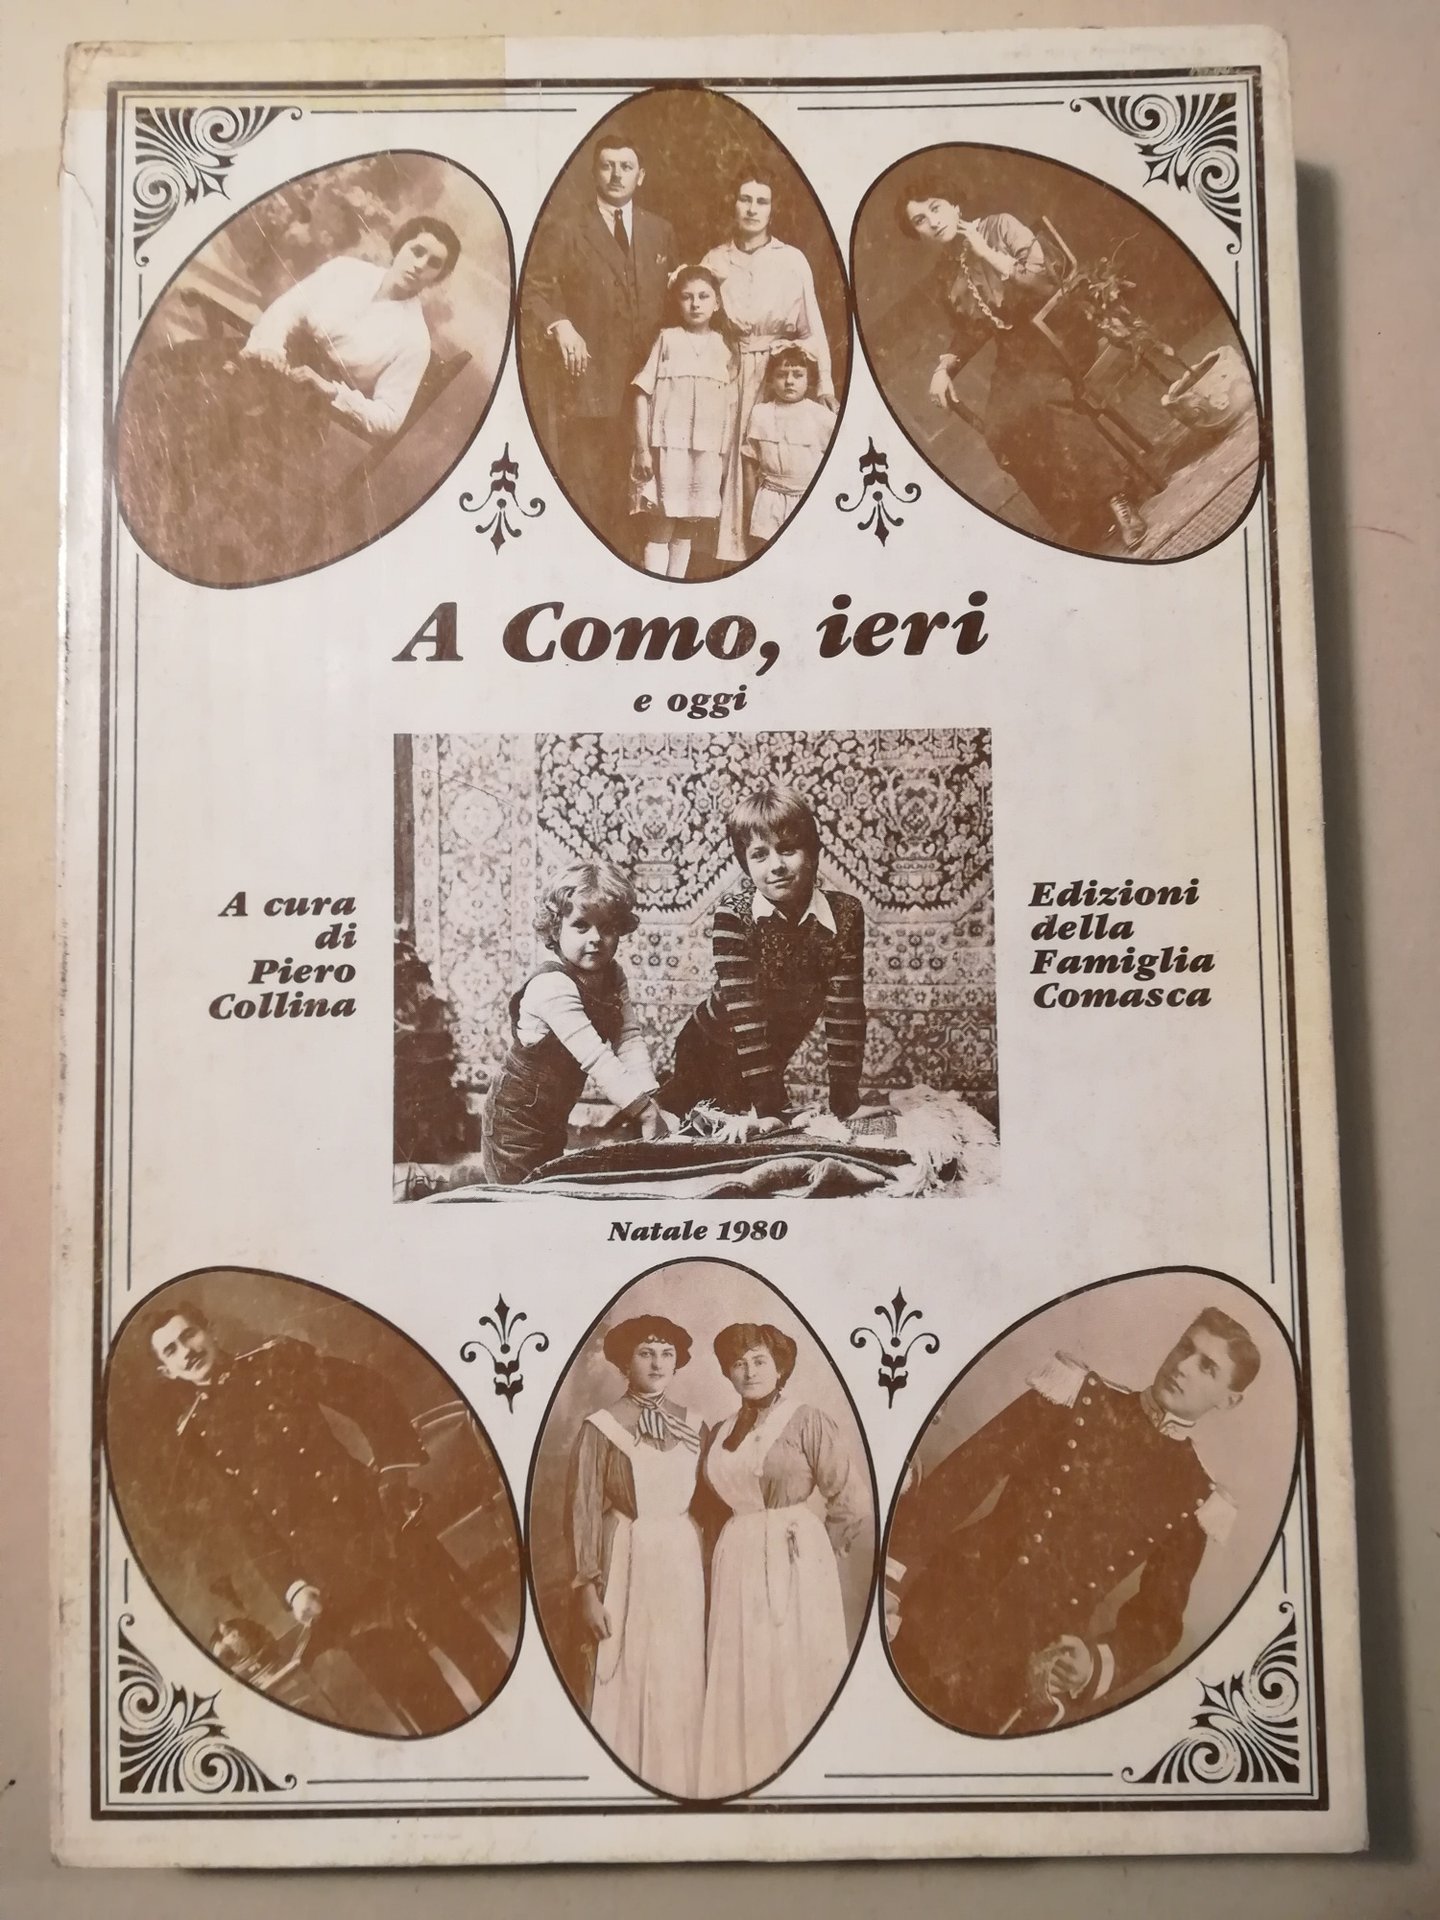 A Como, ieri
e oggi
A cura
di
Piero
Collina
Edizioni
della
Famiglia
Comasca
Natale 1980